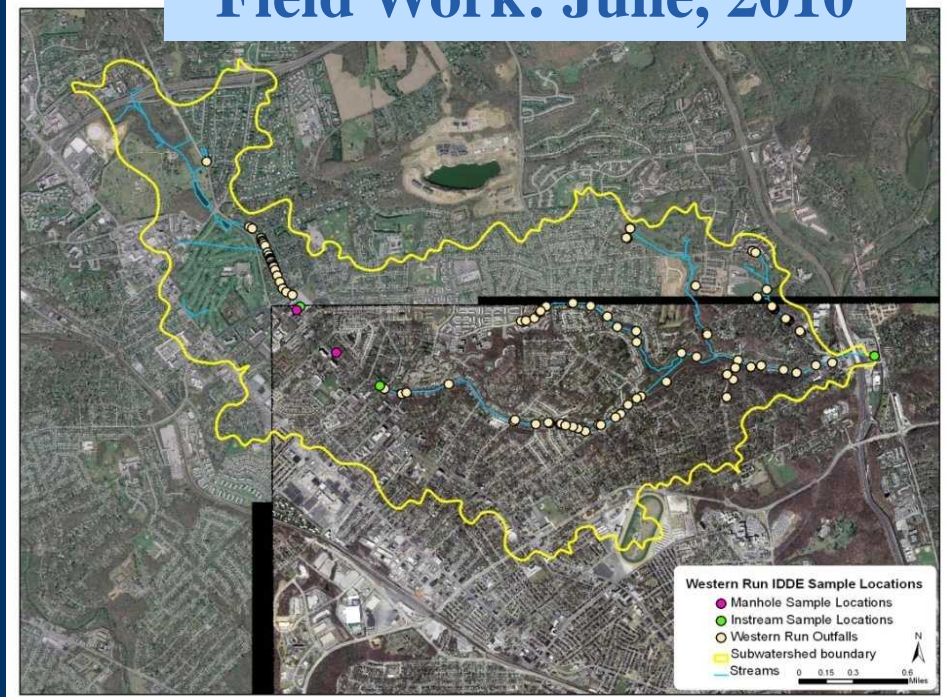 Field Work: June, 2010
Western Run IDDE Sample Locations
Manhole Sample Locations
Instream Sample Locations
Western Run Outfalls
Subwatershed boundary
Streams
N
0 0.15 0.3 0.6
Miles